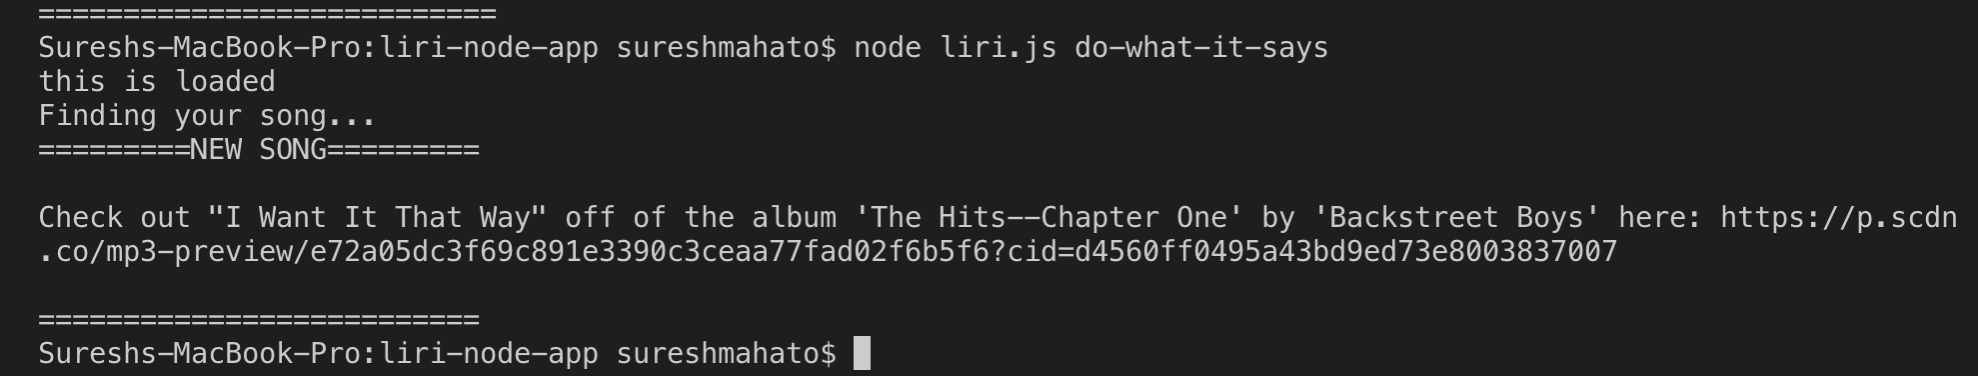 ===========================
Sureshs-MacBook-Pro:liri-node-app sureshmahato$ node liri.js do-what-it-says
this is loaded
Finding your song...
=========NEW SONG=========
Check out "I Want It That Way" off of the album 'The Hits--Chapter One' by 'Backstreet Boys' here: https://p.scdn
.co/mp3-preview/e72a05dc3f69c891e3390c3ceaa77fad02f6b5f6?cid=d4560ff0495a43bd9ed73e8003837007
==========================
Sureshs-MacBook-Pro:liri-node-app sureshmahato$